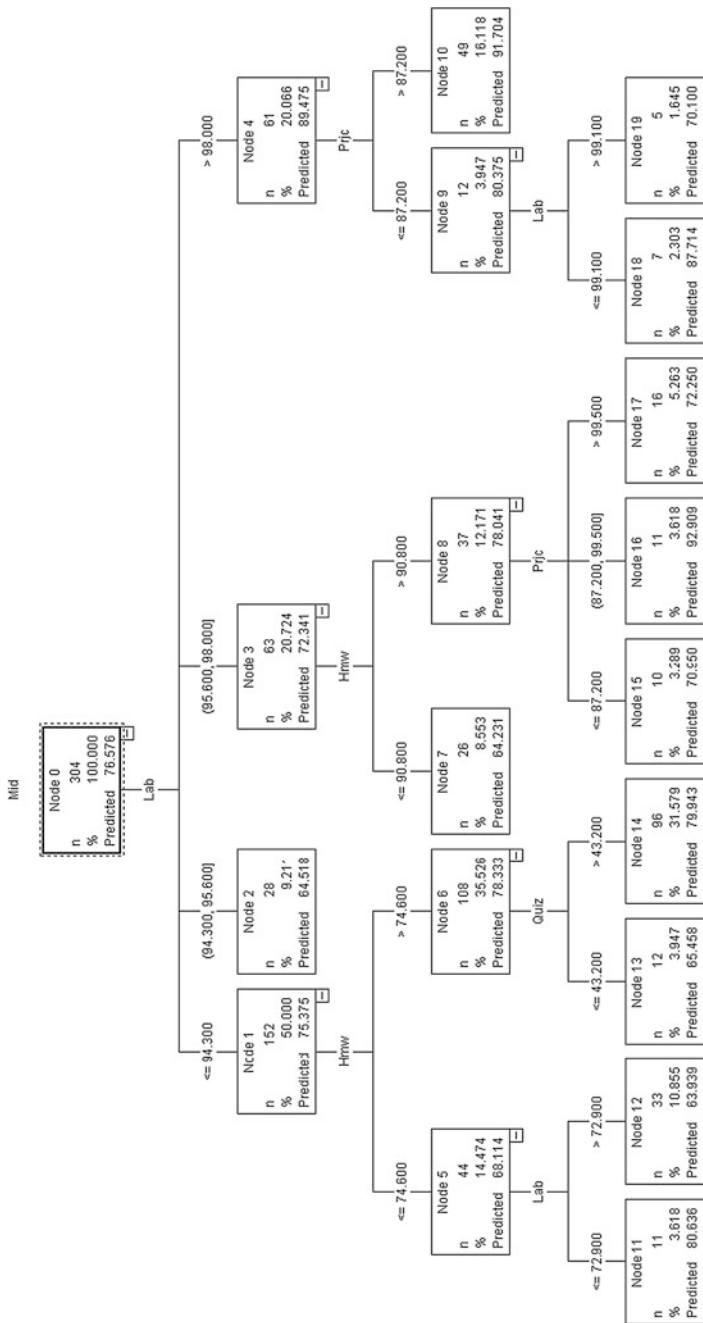 Mid
Node 0
n 304
% 100.000
Predicted 76.576
Lab
<= 94.300
(94.300, 95.600]
(95.600, 98.000]
> 98.000
Node 1
n 152
% 50.000
Predicted 75.375
Node 2
n 28
% 9.21
Predicted 64.518
Node 3
n 63
% 20.724
Predicted 72.341
Node 4
n 61
% 20.066
Predicted 89.475
Hmw
Hmw
Prjc
<= 74.600
> 74.600
<= 90.800
> 90.800
<= 87.200
> 87.200
Node 5
n 44
% 14.474
Predicted 68.114
Node 6
n 108
% 35.526
Predicted 78.333
Node 7
n 26
% 8.553
Predicted 64.231
Node 8
n 37
% 12.171
Predicted 78.041
Node 9
n 12
% 3.947
Predicted 80.375
Node 10
n 49
% 16.118
Predicted 91.704
Lab
Quiz
Prjc
Lab
<= 72.900
> 72.900
<= 43.200
> 43.200
<= 87.200
(87.200, 99.500]
> 99.500
<= 99.100
> 99.100
Node 11
n 11
% 3.618
Predicted 80.636
Node 12
n 33
% 10.855
Predicted 63.939
Node 13
n 12
% 3.947
Predicted 65.458
Node 14
n 96
% 31.579
Predicted 79.943
Node 15
n 10
% 3.289
Predicted 70.950
Node 16
n 11
% 3.618
Predicted 92.909
Node 17
n 16
% 5.263
Predicted 72.250
Node 18
n 7
% 2.303
Predicted 87.714
Node 19
n 5
% 1.645
Predicted 70.100